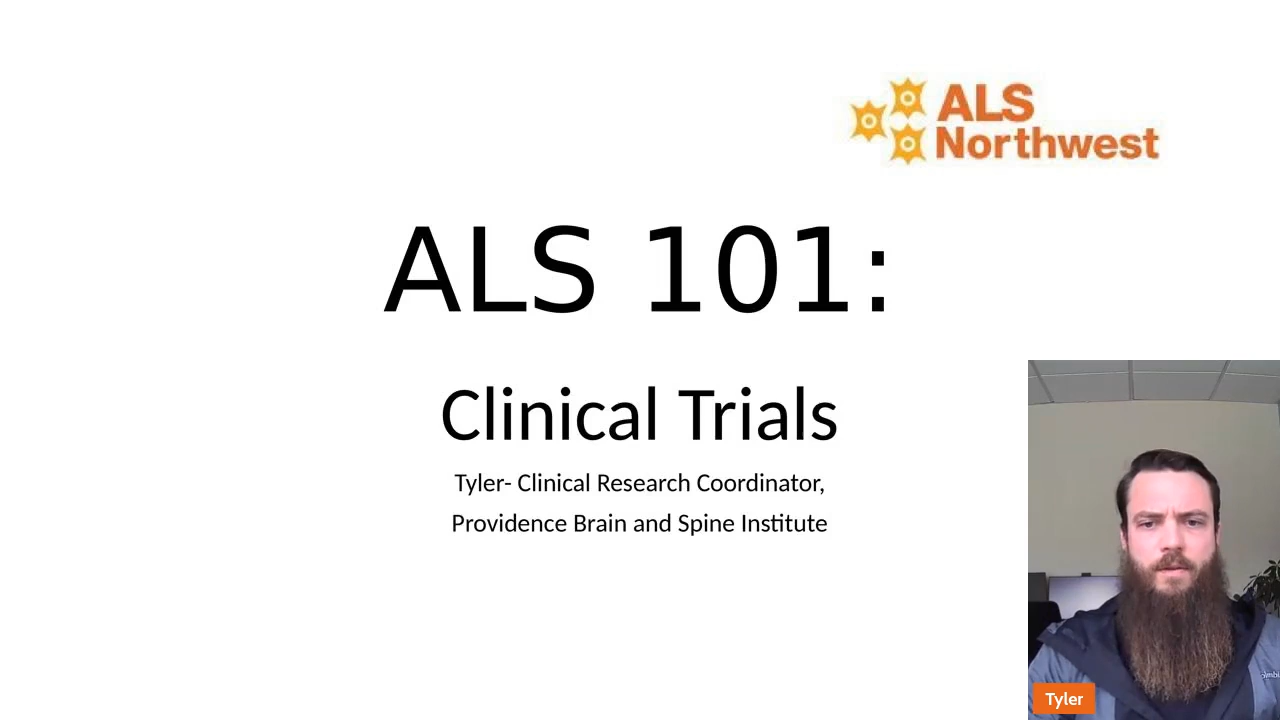 ALS
Northwest
ALS 101:
Clinical Trials
Tyler- Clinical Research Coordinator,
Providence Brain and Spine Institute
Tyler